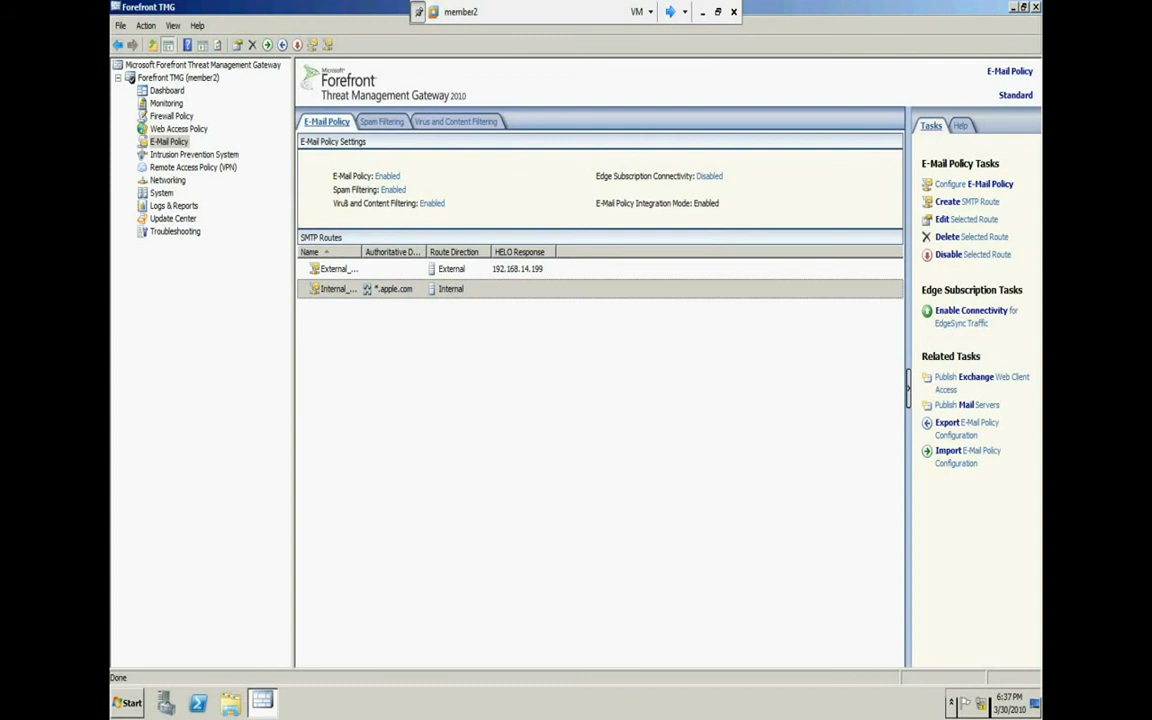 Forefront TMG
member2
VM
File Action View Help
Microsoft Forefront Threat Management Gateway
Forefront TMG (member2)
Dashboard
Monitoring
Firewall Policy
Web Access Policy
E-Mail Policy
Intrusion Prevention System
Remote Access Policy (VPN)
Networking
System
Logs & Reports
Update Center
Troubleshooting
Microsoft
Forefront
Threat Management Gateway 2010
E-Mail Policy
Standard
E-Mail Policy Spam Filtering Virus and Content Filtering
E-Mail Policy Settings
E-Mail Policy: Enabled
Spam Filtering: Enabled
Virus and Content Filtering: Enabled
Edge Subscription Connectivity: Disabled
E-Mail Policy Integration Mode: Enabled
SMTP Routes
Name Authoritative D... Route Direction HELO Response
External_... External 192.168.14.199
Internal_... *.apple.com Internal
Tasks Help
E-Mail Policy Tasks
Configure E-Mail Policy
Create SMTP Route
Edit Selected Route
Delete Selected Route
Disable Selected Route
Edge Subscription Tasks
Enable Connectivity for
EdgeSync Traffic
Related Tasks
Publish Exchange Web Client
Access
Publish Mail Servers
Export E-Mail Policy
Configuration
Import E-Mail Policy
Configuration
Done
Start
6:37 PM
3/30/2010